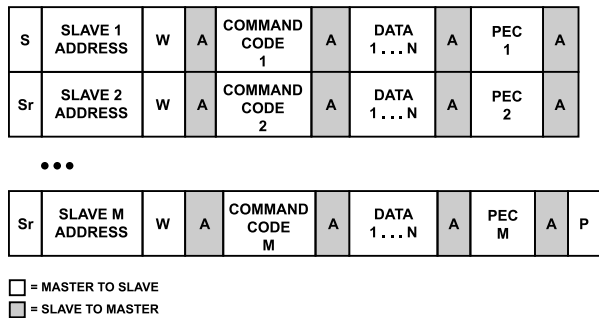 S SLAVE 1 ADDRESS W A COMMAND CODE 1 A DATA 1 . . . N A PEC 1 A
Sr SLAVE 2 ADDRESS W A COMMAND CODE 2 A DATA 1 . . . N A PEC 2 A
•••
Sr SLAVE M ADDRESS W A COMMAND CODE M A DATA 1 . . . N A PEC M A P
= MASTER TO SLAVE
= SLAVE TO MASTER